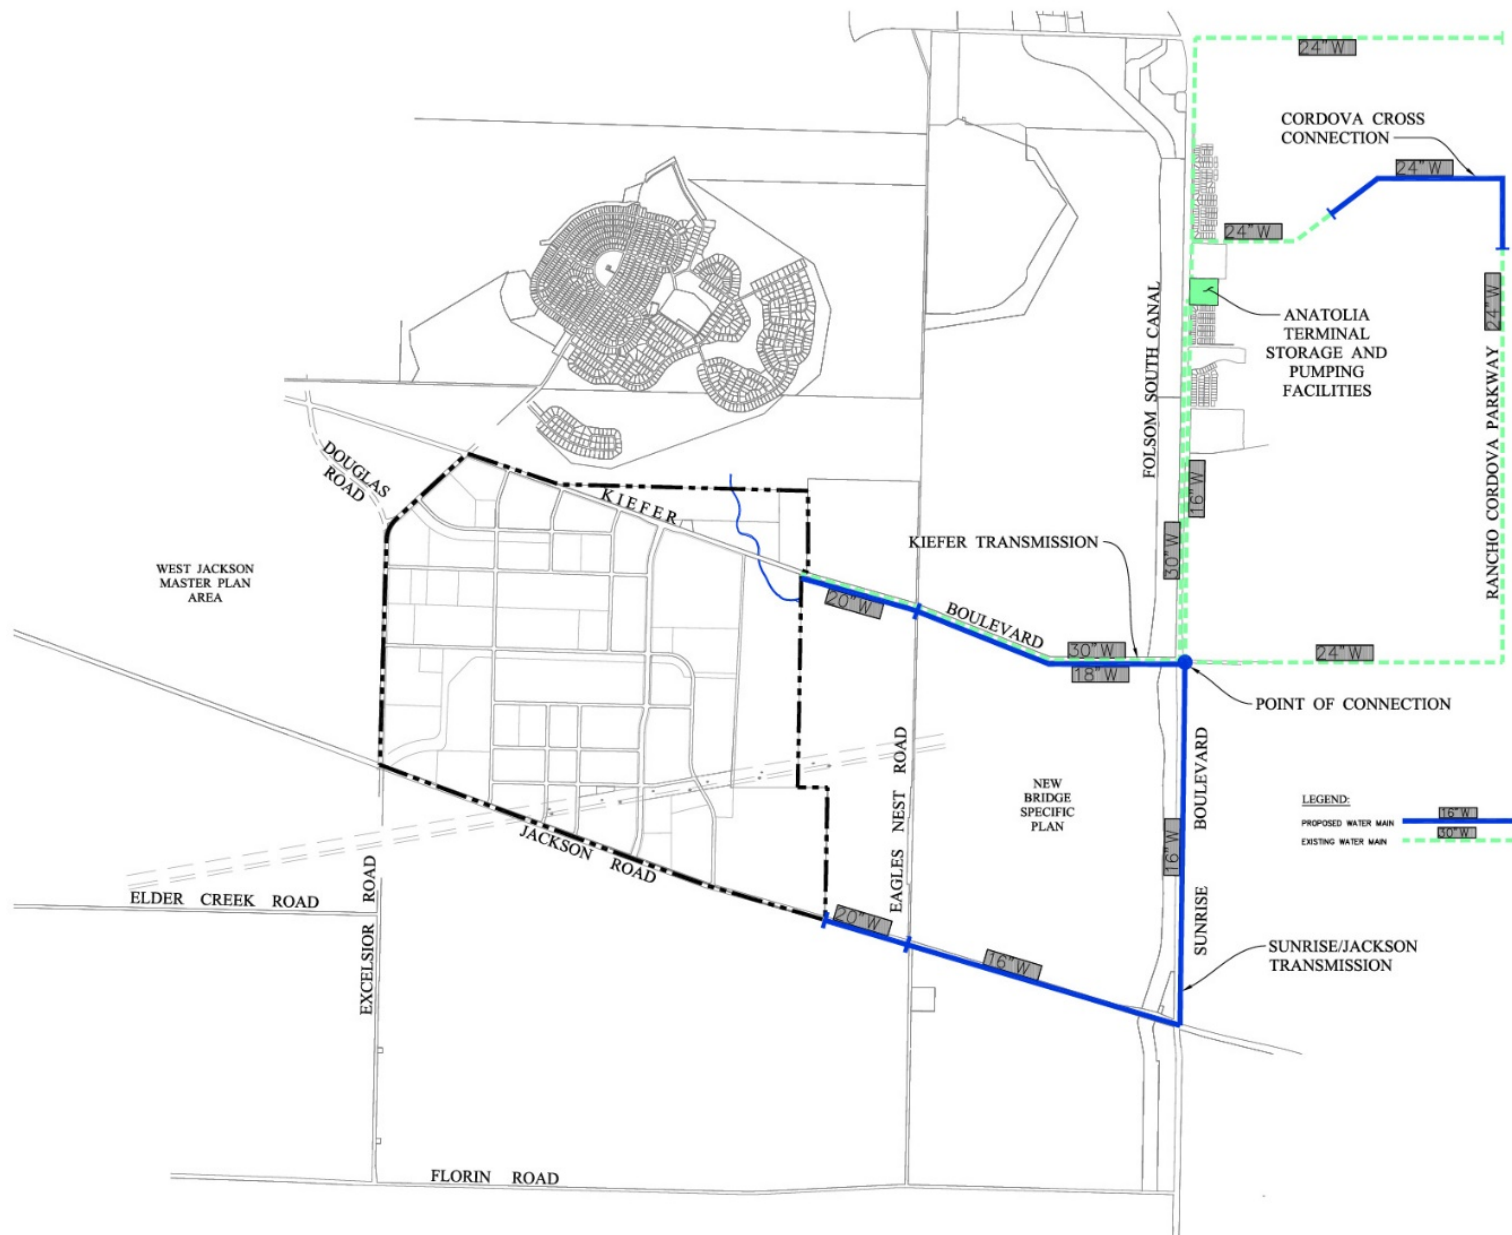 24"W
CORDOVA CROSS
CONNECTION
24"W
24"W
24"W
FOLSOM SOUTH CANAL
ANATOLIA
TERMINAL
STORAGE AND
PUMPING
FACILITIES
RANCHO CORDOVA PARKWAY
DOUGLAS
ROAD
KIEFER
16"W
30"W
KIEFER TRANSMISSION
WEST JACKSON
MASTER PLAN
AREA
20"W
BOULEVARD
30"W
18"W
24"W
POINT OF CONNECTION
EAGLES NEST ROAD
NEW
BRIDGE
SPECIFIC
PLAN
SUNRISE BOULEVARD
16"W
LEGEND:
16"W
PROPOSED WATER MAIN
30"W
EXISTING WATER MAIN
JACKSON ROAD
ELDER CREEK ROAD
EXCELSIOR ROAD
20"W
16"W
SUNRISE/JACKSON
TRANSMISSION
FLORIN ROAD